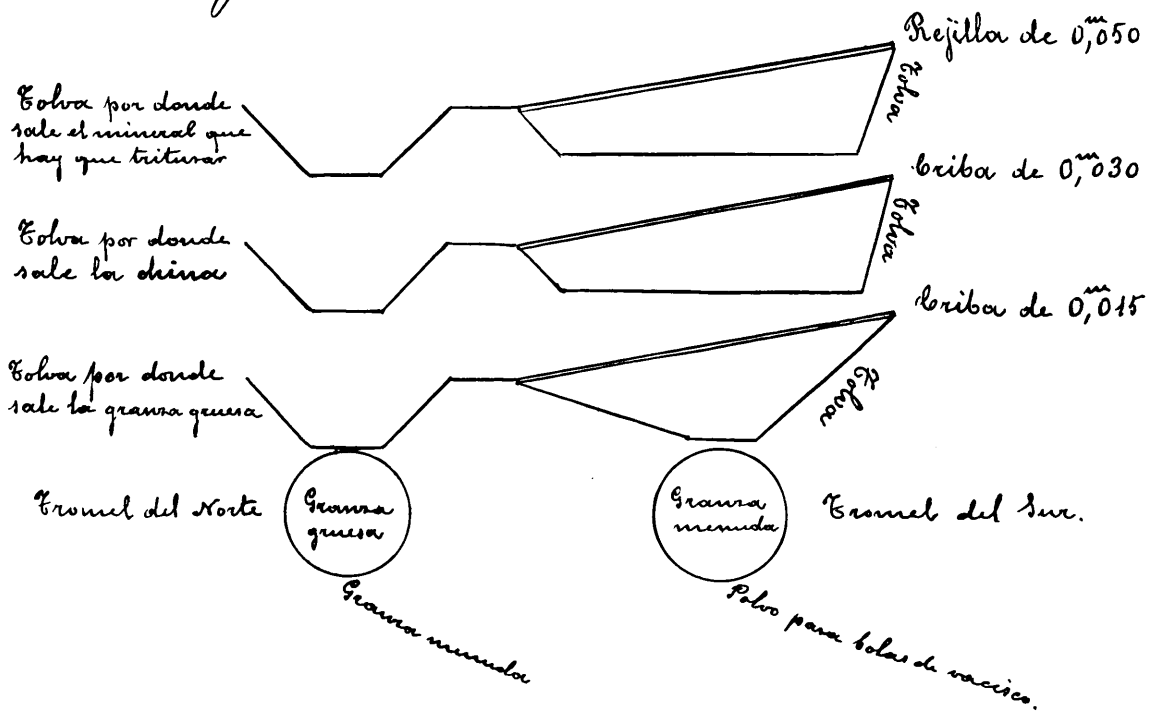 Rejilla de 0,ᵐ050
Tolva
Tolva por donde
sale el mineral que
hay que triturar
Criba de 0,ᵐ030
Tolva
Tolva por donde
sale la china
Criba de 0,ᵐ015
Tolva
Tolva por donde
sale la granza gruesa
Tromel del Norte
Granza
gruesa
Granza
menuda
Tromel del Sur.
Granza menuda
Polvo para bolas de vacisco.